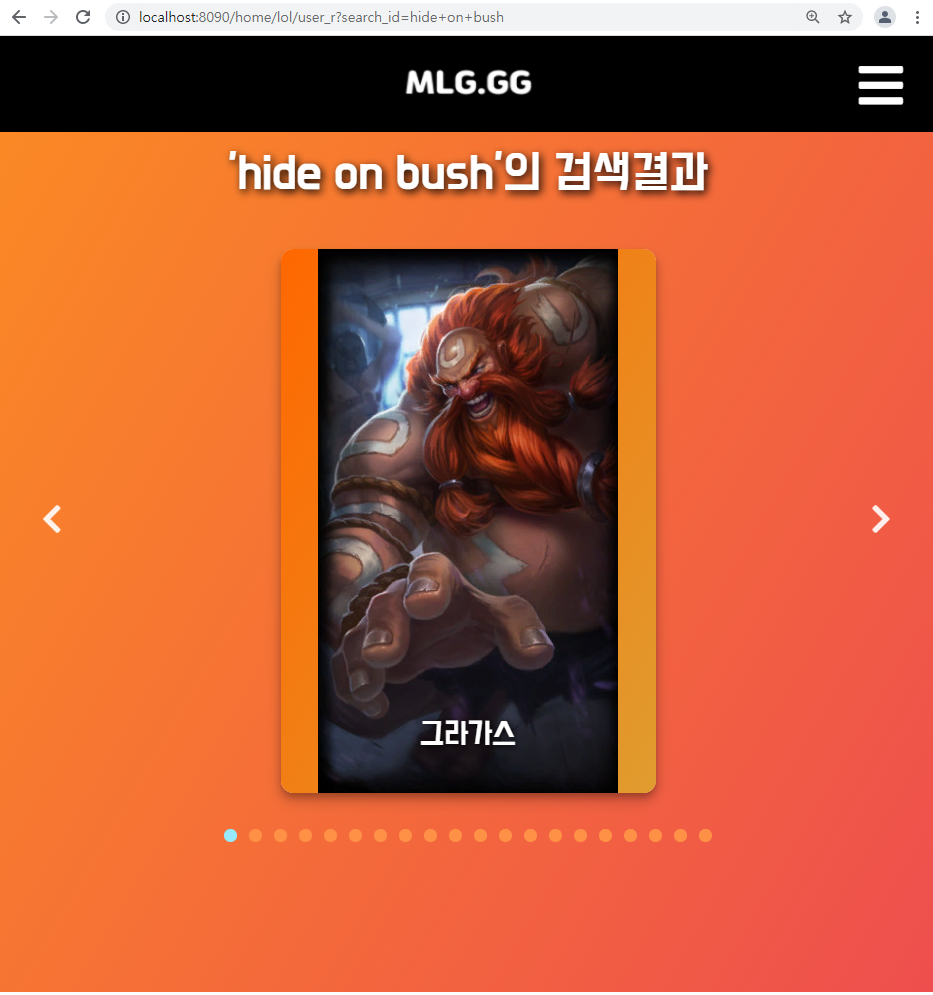 localhost:8090/home/lol/user_r?search_id=hide+on+bush
MLG.GG
'hide on bush'의 검색결과
그라가스